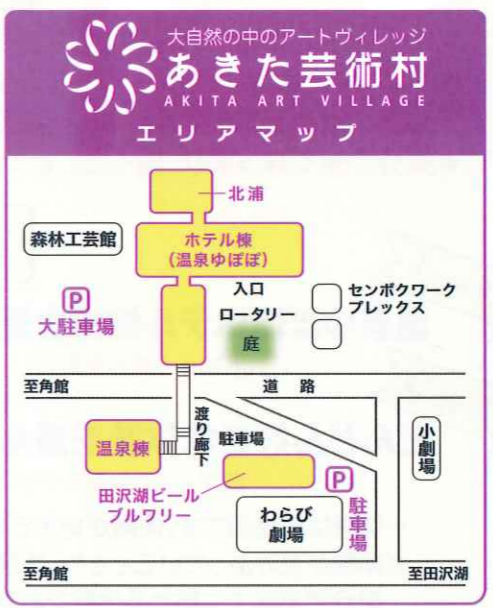 大自然の中のアートヴィレッジ
あきた芸術村
AKITA ART VILLAGE
エリアマップ
北浦
森林工芸館
ホテル棟
(温泉ゆぽぽ)
P
大駐車場
入口
ロータリー
庭
センボクワーク
プレックス
至角館
道 路
渡り廊下
駐車場
小劇場
温泉棟
田沢湖ビール
ブルワリー
P
駐車場
わらび
劇場
至角館
至田沢湖